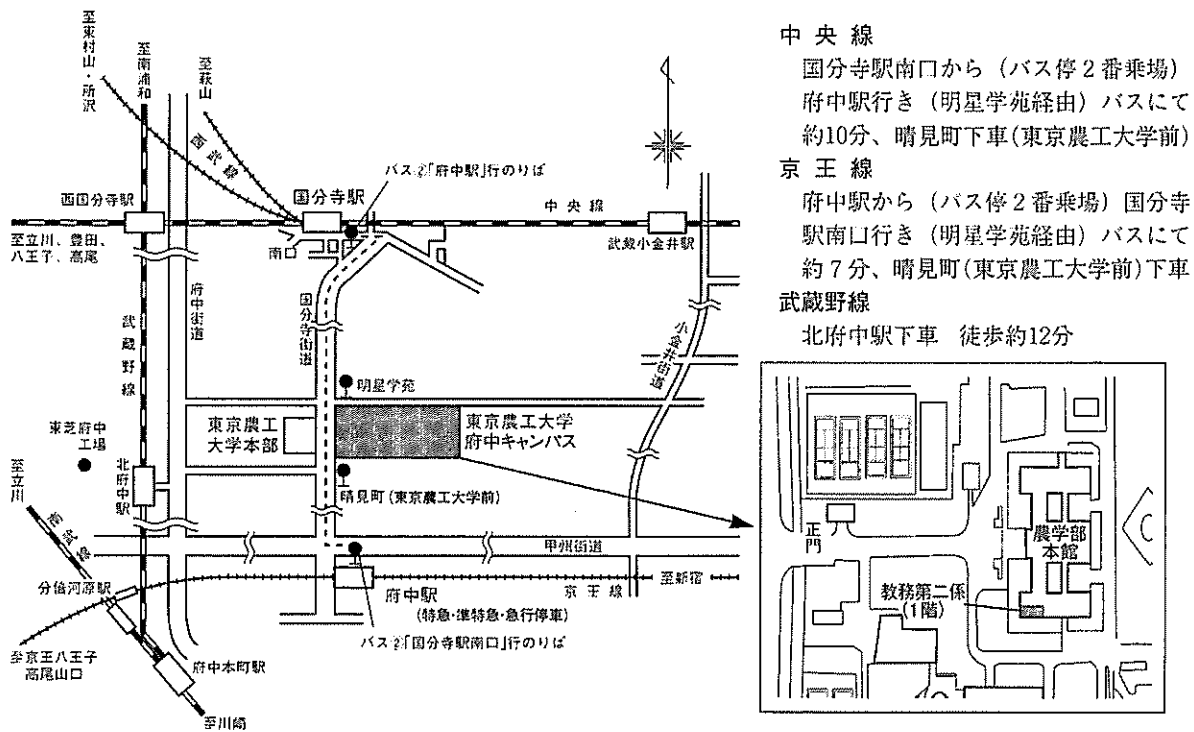 至東村山・所沢
至南浦和
至萩山
西武線
バス②「府中駅」行のりば
西国分寺駅
国分寺駅
中央線
武蔵小金井駅
至立川、豊田、
八王子、高尾
南口
府中街道
武蔵野線
国分寺街道
小金井街道
明星学苑
東京農工
大学本部
東京農工大学
府中キャンパス
東芝府中
工場
至立川
北府中駅
晴見町(東京農工大学前)
南武線
甲州街道
分倍河原駅
府中駅
(特急・準特急・急行停車)
京王線
至新宿
バス②「国分寺駅南口」行のりば
至京王八王子
高尾山口
府中本町駅
至川崎
中央線
国分寺駅南口から(バス停2番乗場)
府中駅行き(明星学苑経由)バスにて
約10分、晴見町下車(東京農工大学前)
京王線
府中駅から(バス停2番乗場)国分寺
駅南口行き(明星学苑経由)バスにて
約7分、晴見町(東京農工大学前)下車
武蔵野線
北府中駅下車 徒歩約12分
正門
農学部
本館
教務第二係
(1階)